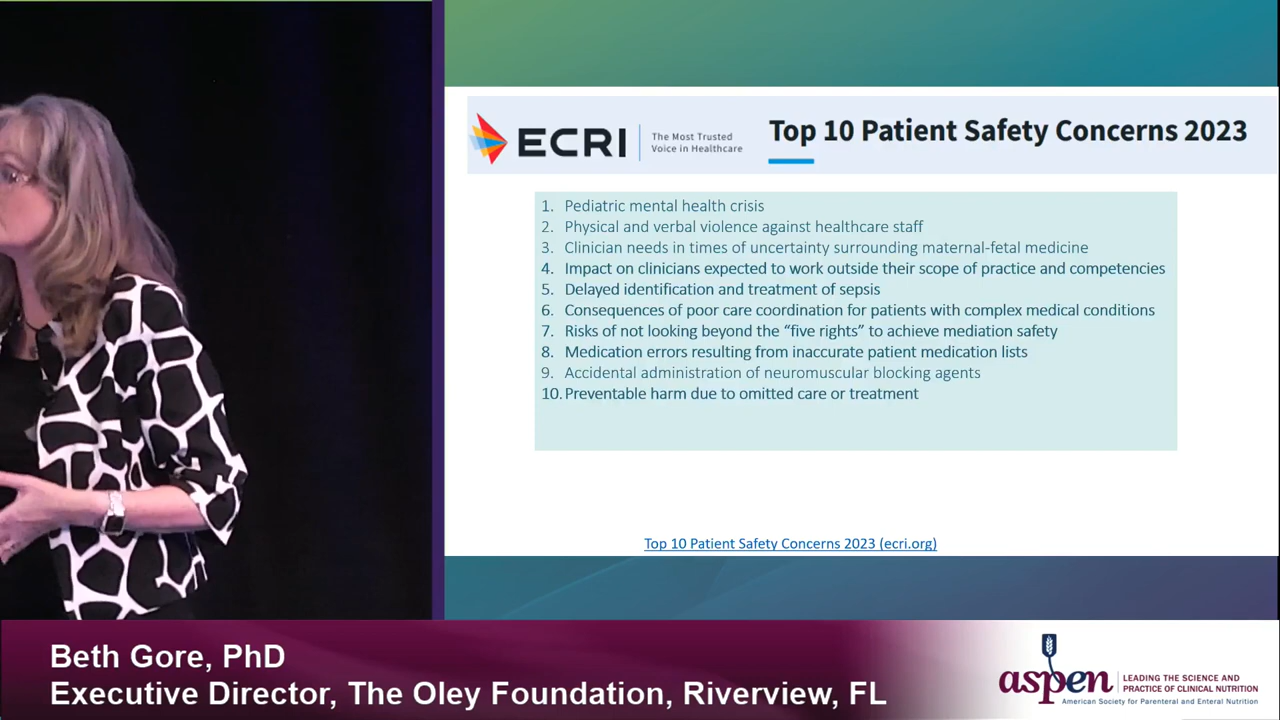 ECRI
The Most Trusted
Voice in Healthcare
Top 10 Patient Safety Concerns 2023
1. Pediatric mental health crisis
2. Physical and verbal violence against healthcare staff
3. Clinician needs in times of uncertainty surrounding maternal-fetal medicine
4. Impact on clinicians expected to work outside their scope of practice and competencies
5. Delayed identification and treatment of sepsis
6. Consequences of poor care coordination for patients with complex medical conditions
7. Risks of not looking beyond the “five rights” to achieve mediation safety
8. Medication errors resulting from inaccurate patient medication lists
9. Accidental administration of neuromuscular blocking agents
10. Preventable harm due to omitted care or treatment
Top 10 Patient Safety Concerns 2023 (ecri.org)
Beth Gore, PhD
Executive Director, The Oley Foundation, Riverview, FL
aspen
LEADING THE SCIENCE AND
PRACTICE OF CLINICAL NUTRITION
American Society for Parenteral and Enteral Nutrition